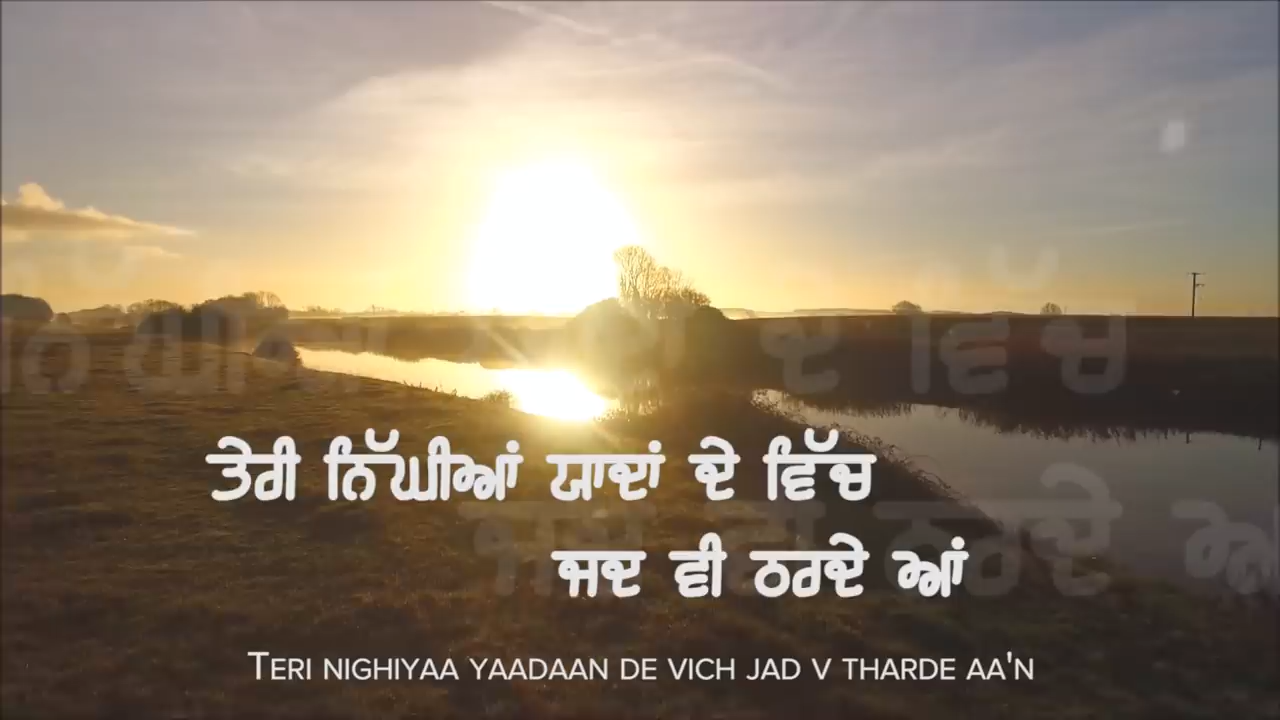 ਤੇਰੀ ਨਿੱਘੀਆਂ ਯਾਦਾਂ ਦੇ ਵਿੱਚ
ਜਦ ਵੀ ਠਰਦੇ ਆਂ
Teri nighiyaa yaadaan de vich jad v tharde aa'n